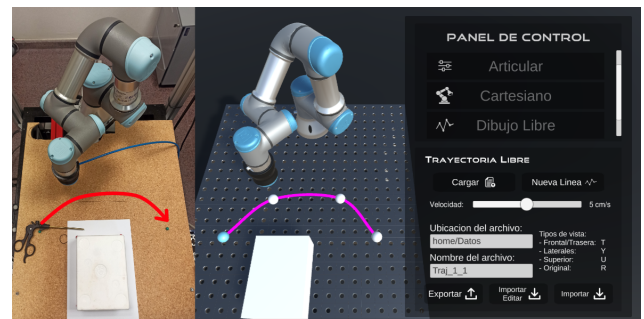 PANEL DE CONTROL
Articular
Cartesiano
Dibujo Libre
TRAYECTORIA LIBRE
Cargar
Nueva Linea
Velocidad:
5 cm/s
Ubicacion del archivo:
home/Datos
Nombre del archivo:
Traj_1_1
Tipos de vista:
- Frontal/Trasera: T
- Laterales: Y
- Superior: U
- Original: R
Exportar
Importar
Editar
Importar